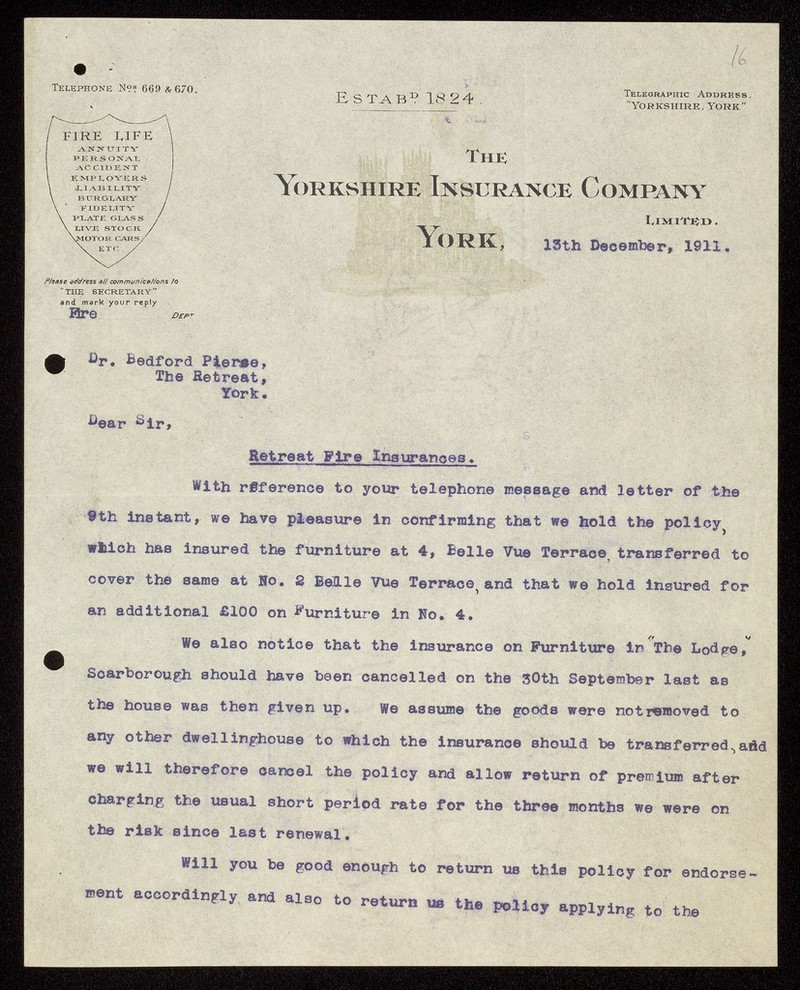 16
TELEPHONE Nos 669 & 670.
ESTABD 1824.
TELEGRAPHIC ADDRESS.
"YORKSHIRE, YORK"
FIRE LIFE
ANNUITY
PERSONAL
ACCIDENT
EMPLOYERS
LIABILITY
BURGLARY
FIDELITY
PLATE GLASS
LIVE STOCK
MOTOR CARS
ETC
THE
YORKSHIRE INSURANCE COMPANY
LIMITED.
YORK, 13th December, 1911.
Please address all communications to
"THE SECRETARY"
and mark your reply
Fire DEPT
Dr. Bedford Pierse,
The Retreat,
York.
Dear Sir,
Retreat Fire Insurances.
With reference to your telephone message and letter of the
9th instant, we have pleasure in confirming that we hold the policy,
which has insured the furniture at 4, Belle Vue Terrace, transferred to
cover the same at No. 2 Belle Vue Terrace, and that we hold insured for
an additional £100 on Furniture in No. 4.
We also notice that the insurance on Furniture in "The Lodge,"
Scarborough should have been cancelled on the 30th September last as
the house was then given up. We assume the goods were not removed to
any other dwellinghouse to which the insurance should be transferred, and
we will therefore cancel the policy and allow return of premium after
charging the usual short period rate for the three months we were on
the risk since last renewal.
Will you be good enough to return us this policy for endorse-
ment accordingly and also to return us the policy applying to the